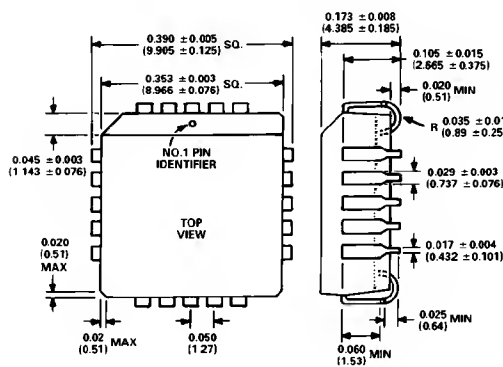 0.390 ±0.005
(9.905 ±0.125) SQ.
0.353 ±0.003
(8.966 ±0.076) SQ.
0.045 ±0.003
(1.143 ±0.076)
NO.1 PIN
IDENTIFIER
TOP
VIEW
0.020
(0.51)
MAX
0.02
(0.51) MAX
0.050
(1.27)
0.173 ±0.008
(4.385 ±0.185)
0.105 ±0.015
(2.665 ±0.375)
0.020
(0.51) MIN
R 0.035 ±0.01
(0.89 ±0.25
0.029 ±0.003
(0.737 ±0.076)
0.017 ±0.004
(0.432 ±0.101)
0.025
(0.64) MIN
0.060
(1.53) MIN